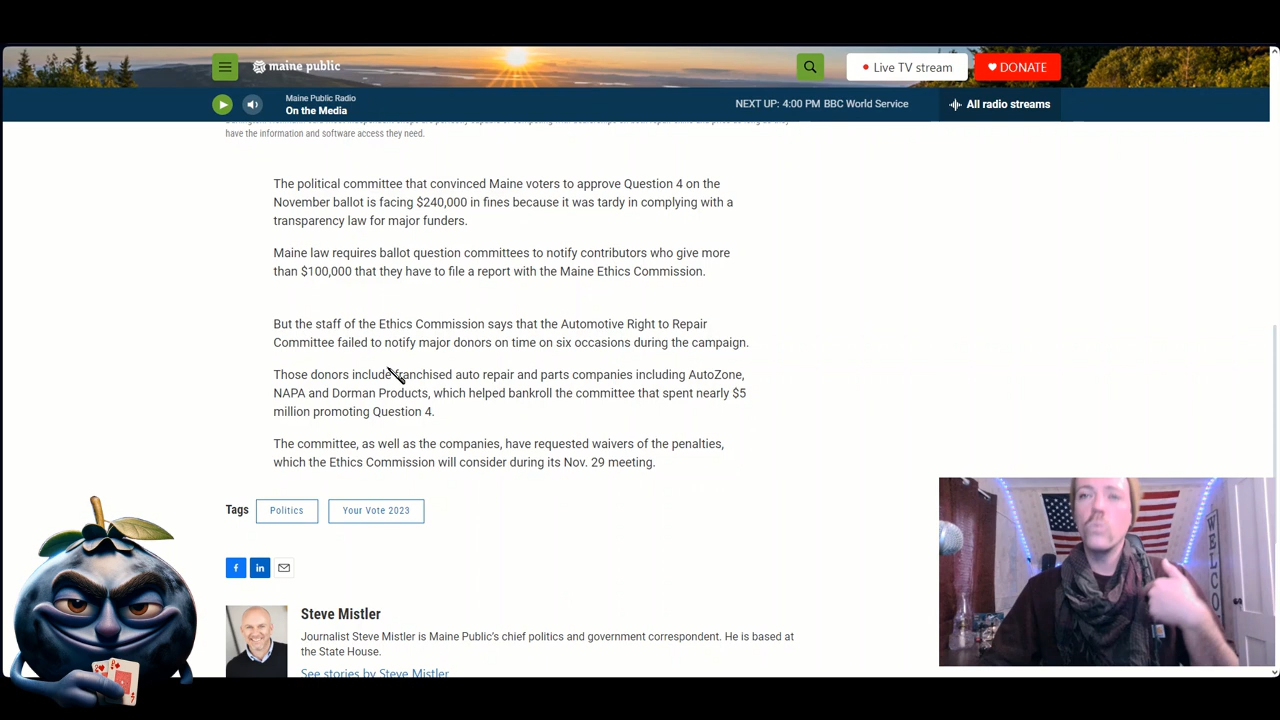 maine public
Live TV stream
DONATE
Maine Public Radio
On the Media
NEXT UP: 4:00 PM BBC World Service
All radio streams
have the information and software access they need.
The political committee that convinced Maine voters to approve Question 4 on the
November ballot is facing $240,000 in fines because it was tardy in complying with a
transparency law for major funders.
Maine law requires ballot question committees to notify contributors who give more
than $100,000 that they have to file a report with the Maine Ethics Commission.
But the staff of the Ethics Commission says that the Automotive Right to Repair
Committee failed to notify major donors on time on six occasions during the campaign.
Those donors include franchised auto repair and parts companies including AutoZone,
NAPA and Dorman Products, which helped bankroll the committee that spent nearly $5
million promoting Question 4.
The committee, as well as the companies, have requested waivers of the penalties,
which the Ethics Commission will consider during its Nov. 29 meeting.
Tags
Politics
Your Vote 2023
Steve Mistler
Journalist Steve Mistler is Maine Public's chief politics and government correspondent. He is based at
the State House.
See stories by Steve Mistler